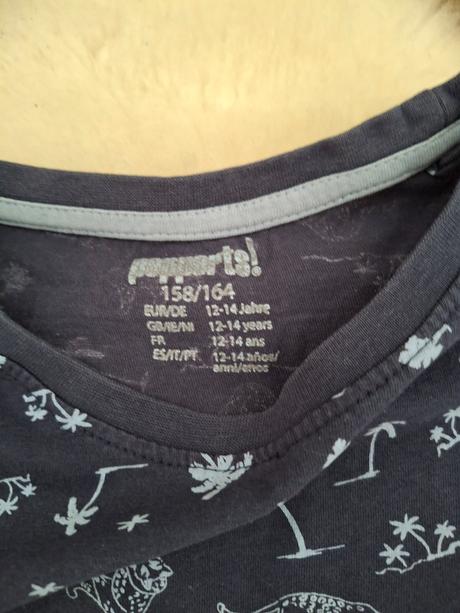 pepperts!
158/164
EUR/DE 12-14 Jahre
GB/IE/NI 12-14 years
FR 12-14 ans
ES/IT/PT 12-14 años/
anni/anos